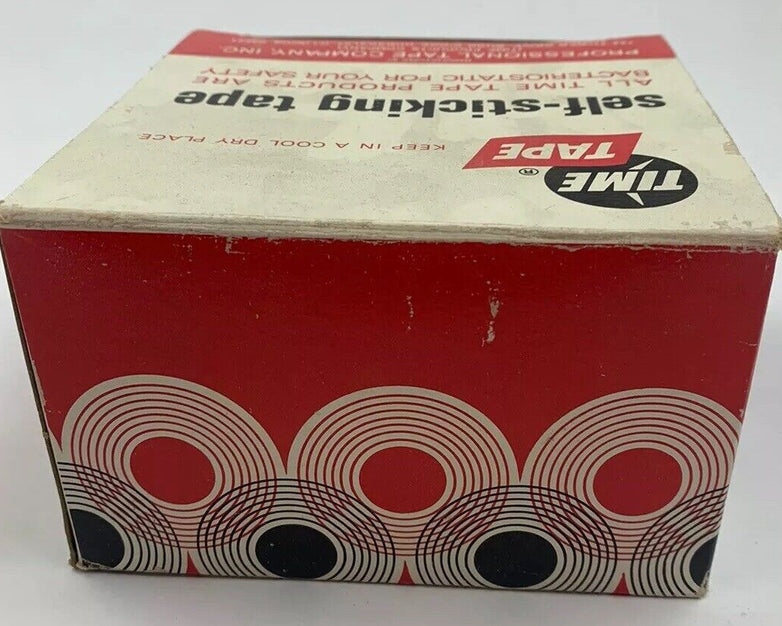 TIME
TAPE ®
KEEP IN A COOL DRY PLACE
self-sticking tape
ALL TIME TAPE PRODUCTS ARE
BACTERIOSTATIC FOR YOUR SAFETY
PROFESSIONAL TAPE COMPANY, INC.